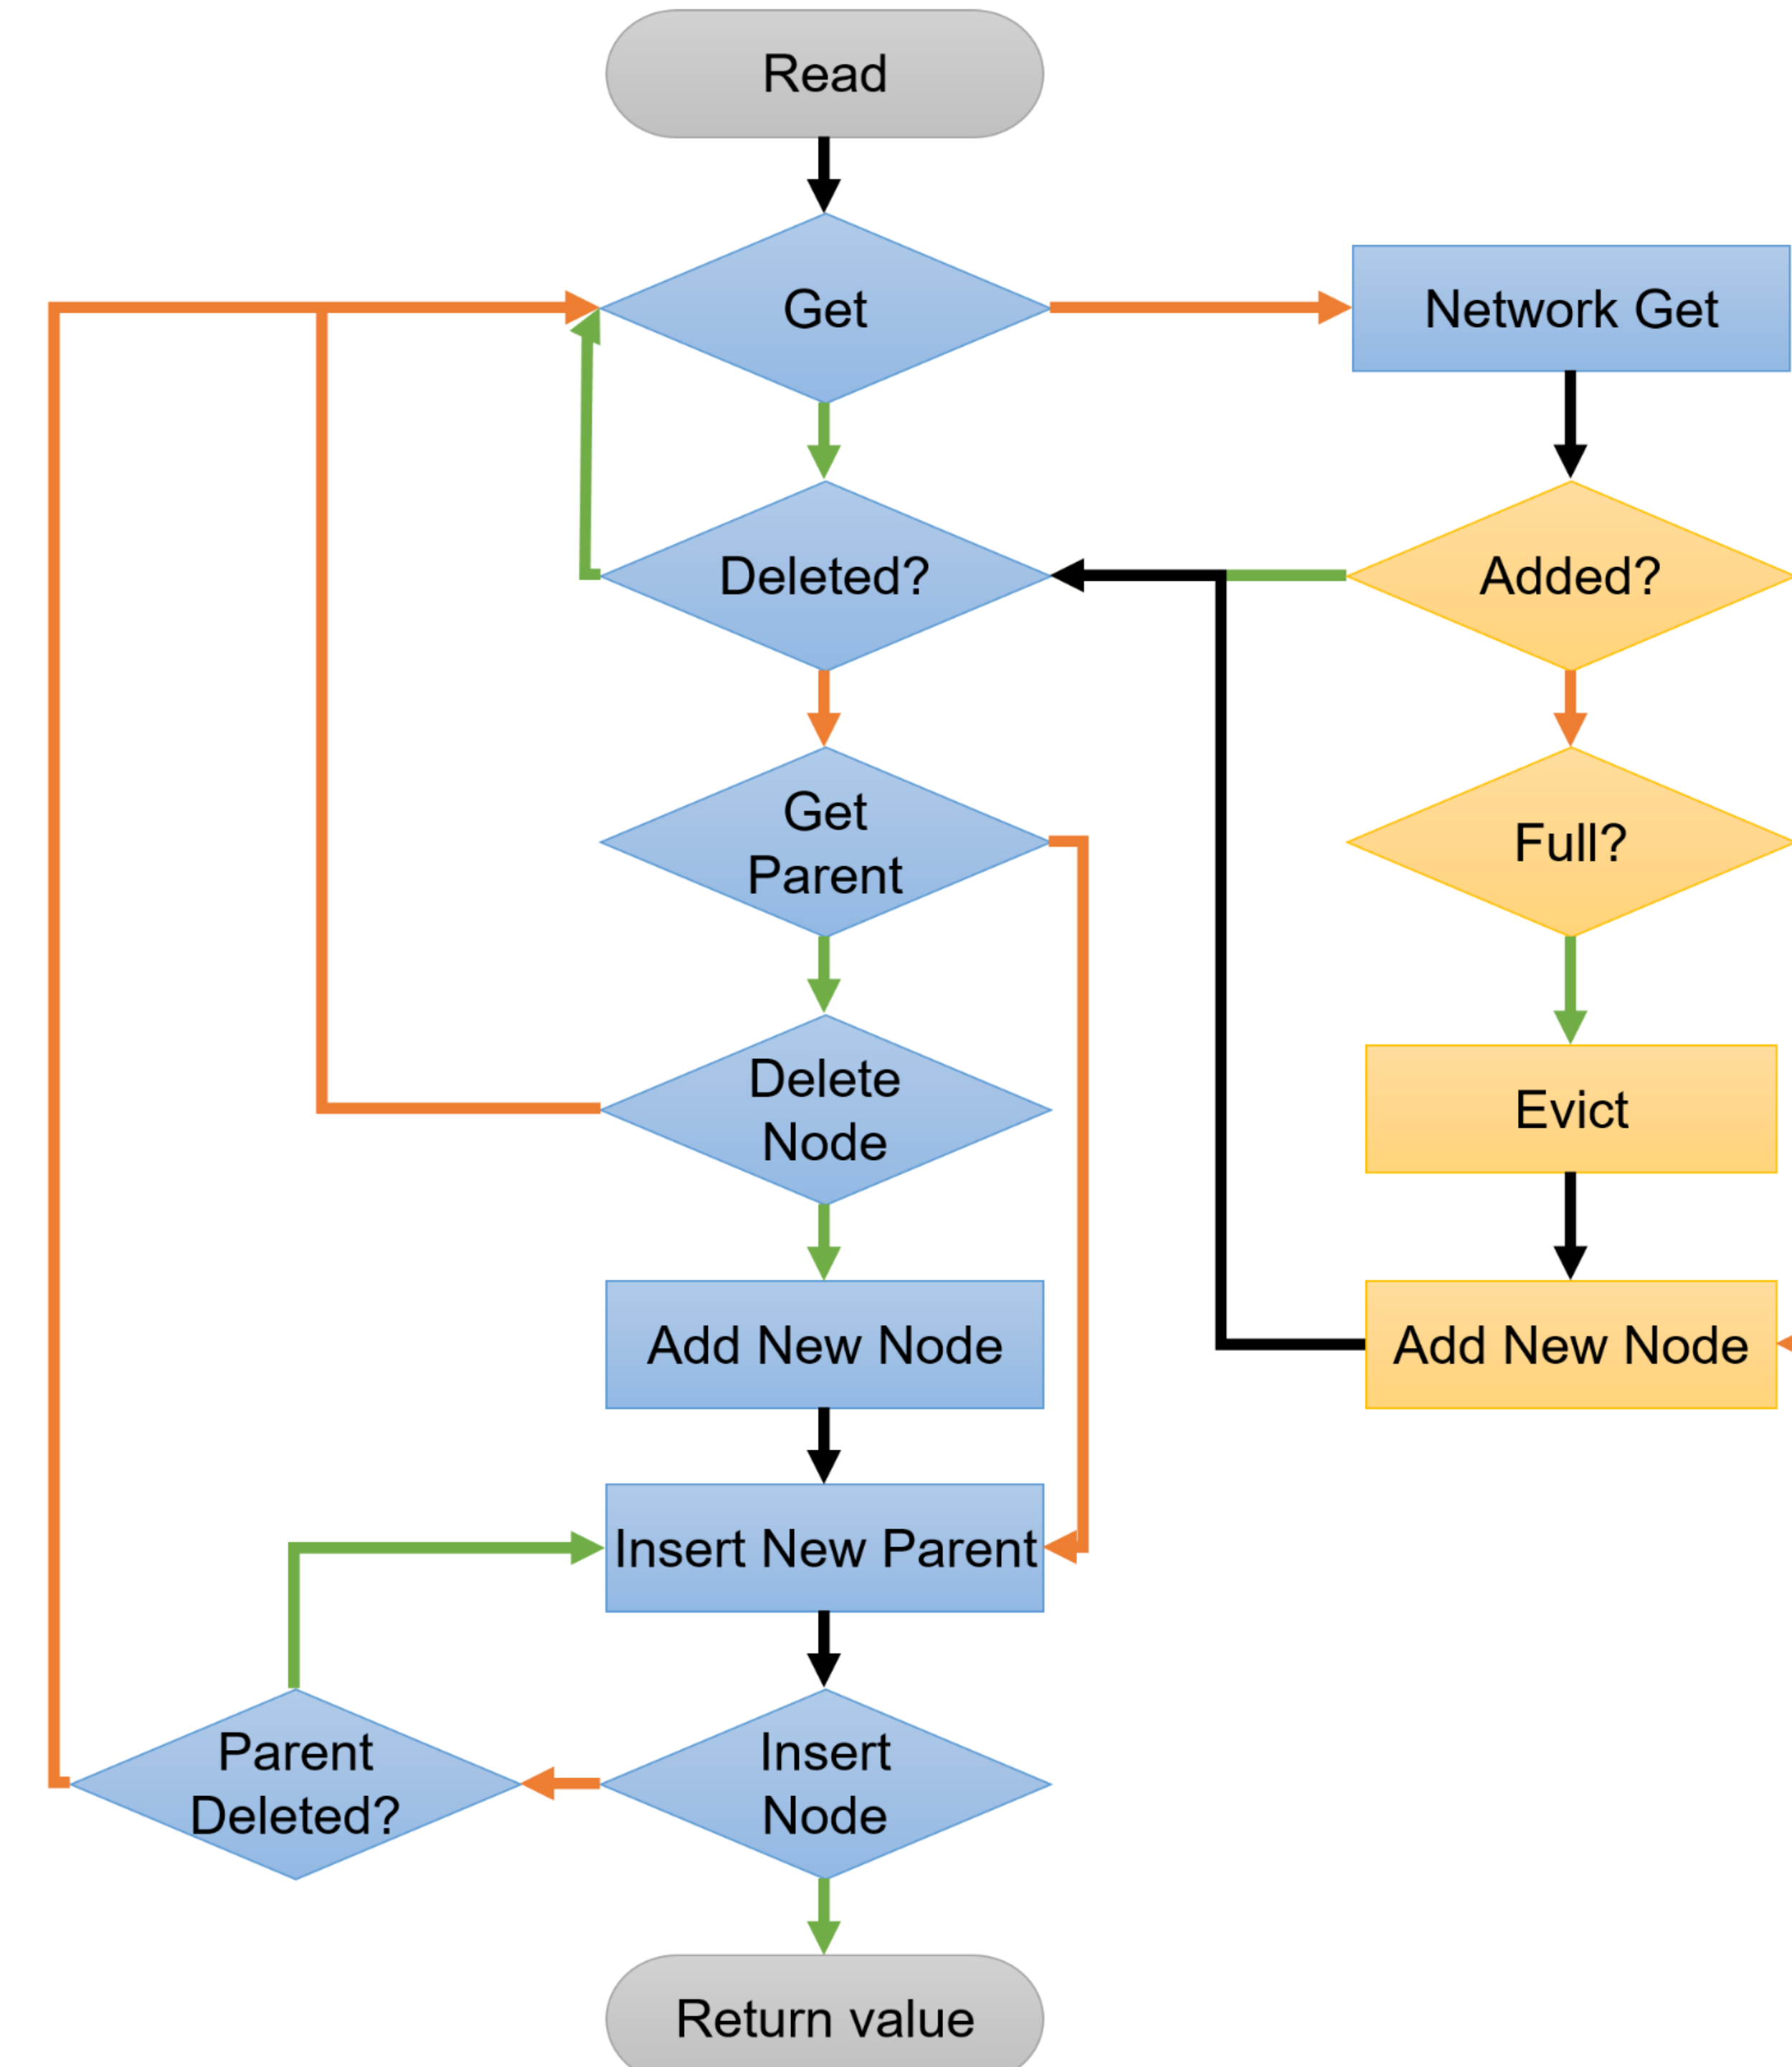 Read
Get
Network Get
Deleted?
Added?
Get
Parent
Full?
Delete
Node
Evict
Add New Node
Add New Node
Insert New Parent
Parent
Deleted?
Insert
Node
Return value